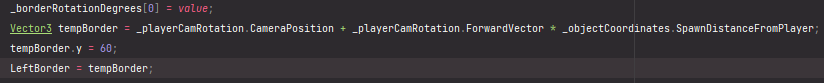 _borderRotationDegrees[0] = value;
Vector3 tempBorder = _playerCamRotation.CameraPosition + _playerCamRotation.ForwardVector * _objectCoordinates.SpawnDistanceFromPlayer;
tempBorder.y = 60;
LeftBorder = tempBorder;